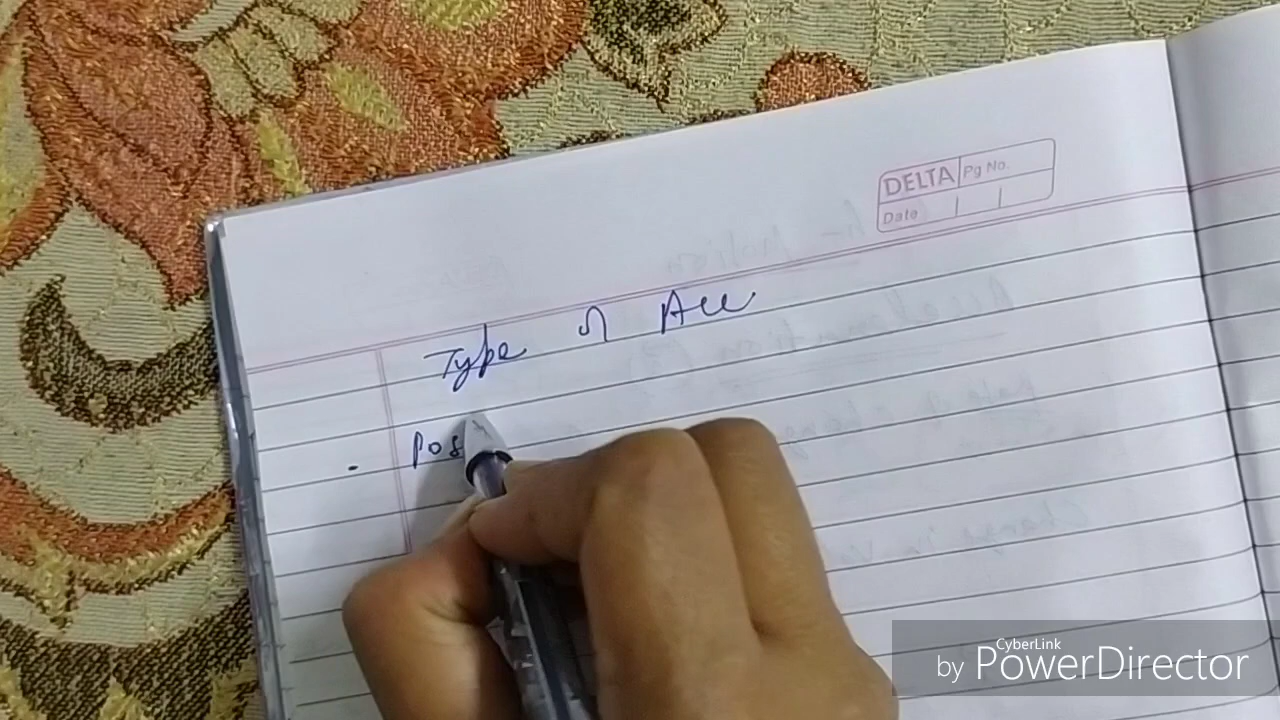 DELTA Pg No.
Date
Type of Acc
Pos
CyberLink
by PowerDirector